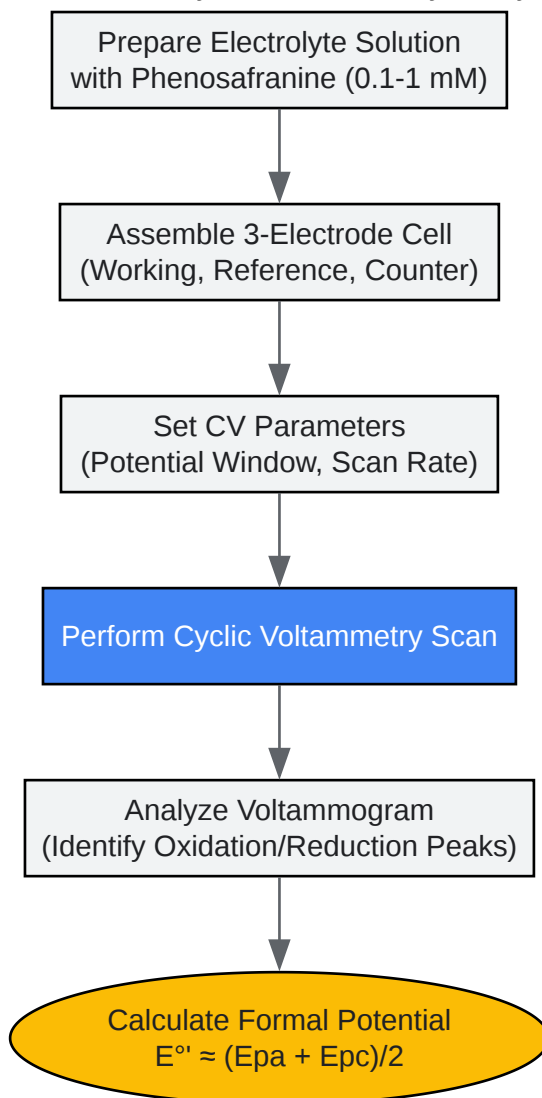 Prepare Electrolyte Solution
with Phenosafranine (0.1-1 mM)
Assemble 3-Electrode Cell
(Working, Reference, Counter)
Set CV Parameters
(Potential Window, Scan Rate)
Perform Cyclic Voltammetry Scan
Analyze Voltammogram
(Identify Oxidation/Reduction Peaks)
Calculate Formal Potential
E°' ≈ (Epa + Epc)/2